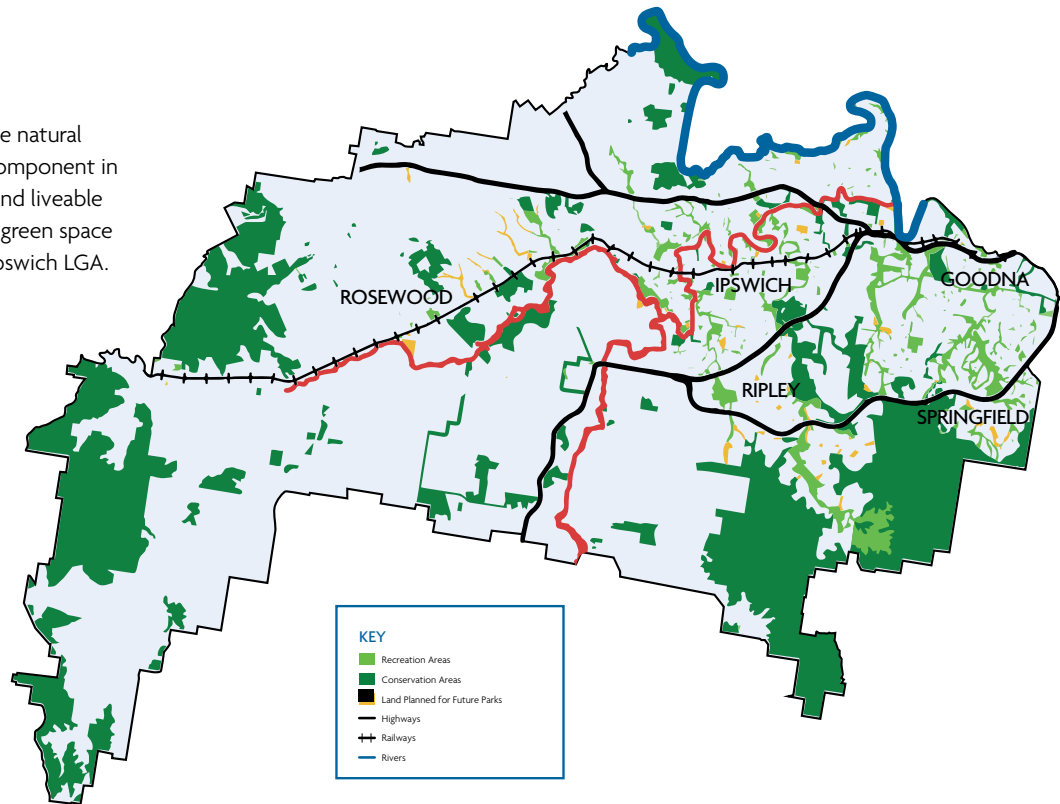 e natural
omponent in
nd liveable
green space
oswich LGA.
ROSEWOOD
IPSWICH
GOODNA
RIPLEY
SPRINGFIELD
KEY
Recreation Areas
Conservation Areas
Land Planned for Future Parks
Highways
Railways
Rivers